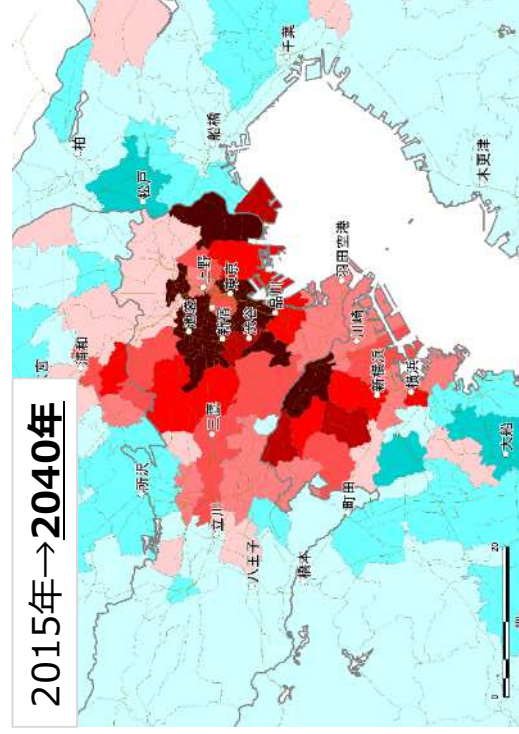 2015年→2040年
宮
浦和
柏
所沢
松戸
池袋
上野
立川
三鷹
新宿
東京
船橋
八王子
渋谷
品川
千葉
橋本
町田
川崎
羽田空港
新横浜
横浜
木更津
大船
0 20